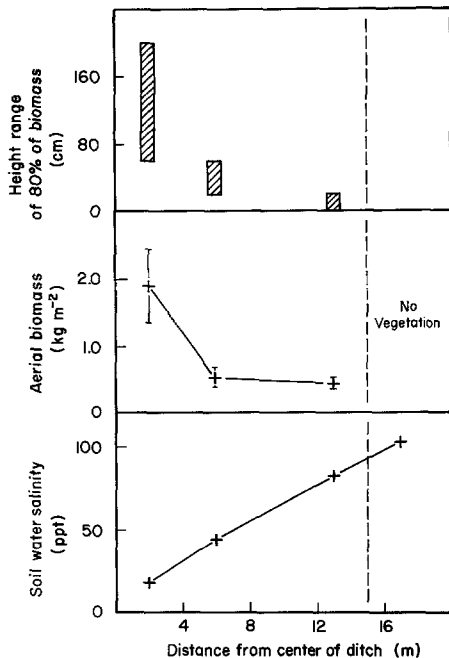 Height range
of 80% of biomass
(cm)
160
80
0
Aerial biomass
(kg m⁻²)
2.0
1.0
0
No
Vegetation
Soil water salinity
(ppt)
100
50
0
4 8 12 16
Distance from center of ditch (m)